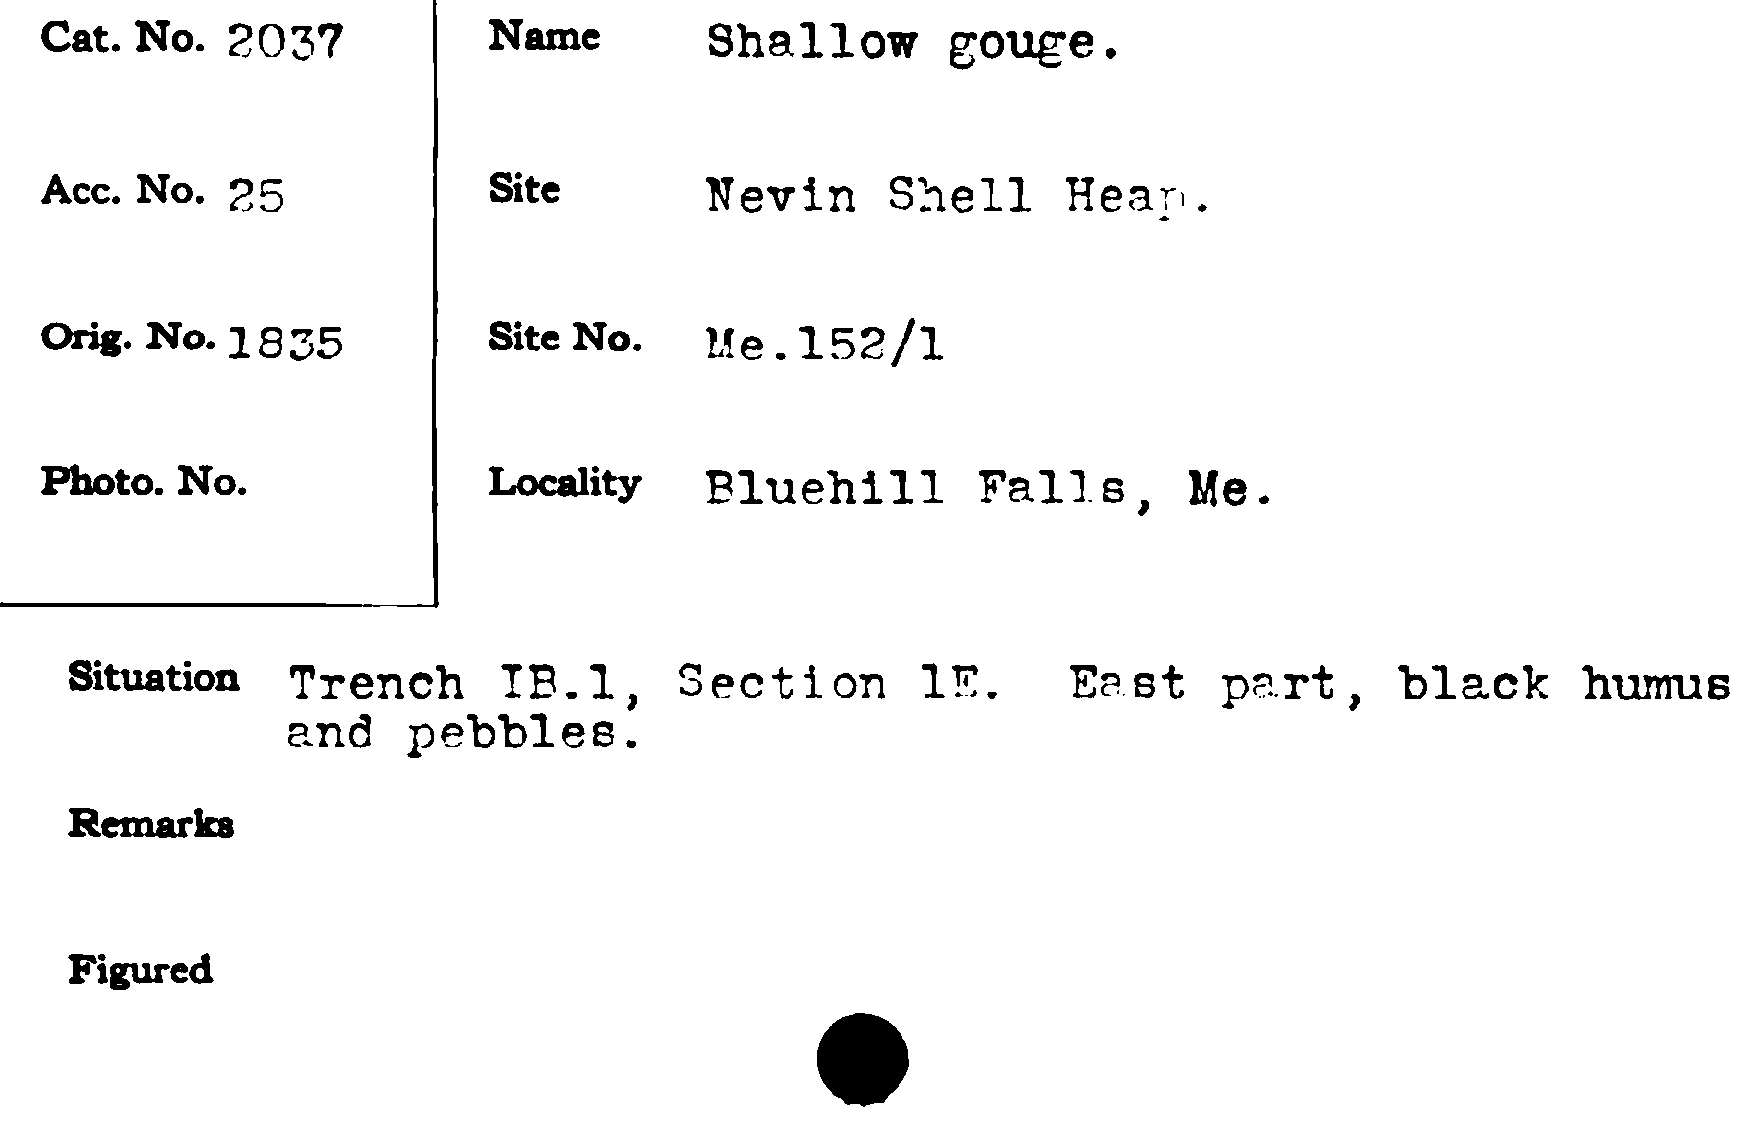 Cat. No. 2037
Name Shallow gouge.
Acc. No. 25
Site Nevin Shell Heap.
Orig. No. 1835
Site No. Me.152/1
Photo. No.
Locality Bluehill Falls, Me.
Situation Trench IB.1, Section 1E. East part, black humus
and pebbles.
Remarks
Figured